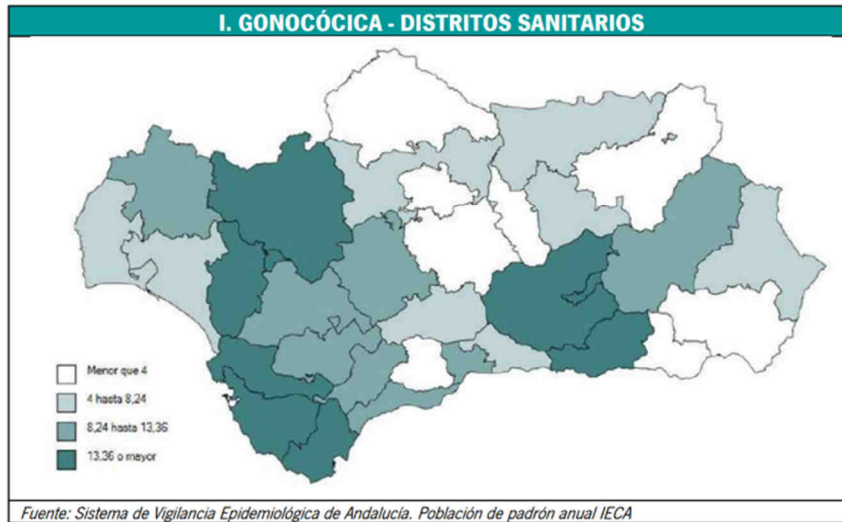 I. GONOCÓCICA - DISTRITOS SANITARIOS
Menor que 4
4 hasta 8,24
8,24 hasta 13,36
13,36 o mayor
Fuente: Sistema de Vigilancia Epidemiológica de Andalucía. Población de padrón anual IECA